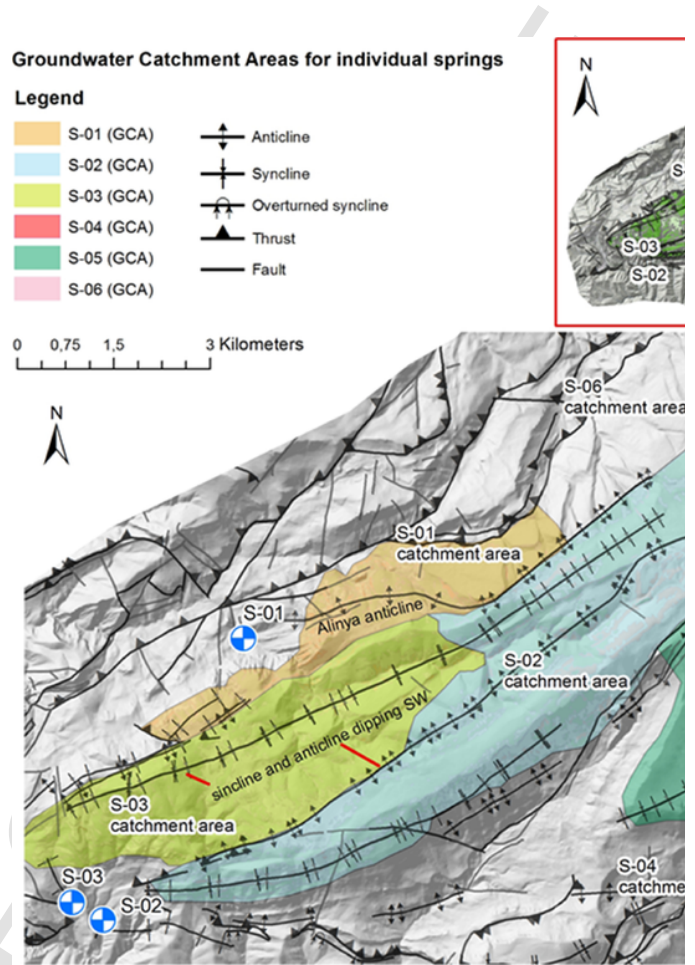 Groundwater Catchment Areas for individual springs
Legend
S-01 (GCA)
S-02 (GCA)
S-03 (GCA)
S-04 (GCA)
S-05 (GCA)
S-06 (GCA)
Anticline
Syncline
Overturned syncline
Thrust
Fault
0 0,75 1,5 3 Kilometers
N
S-03
S-02
N
S-06
catchment area
S-01
catchment area
S-01
Alinya anticline
S-02
catchment area
sincline and anticline dipping SW
S-03
catchment area
S-03
S-02
S-04
catchme